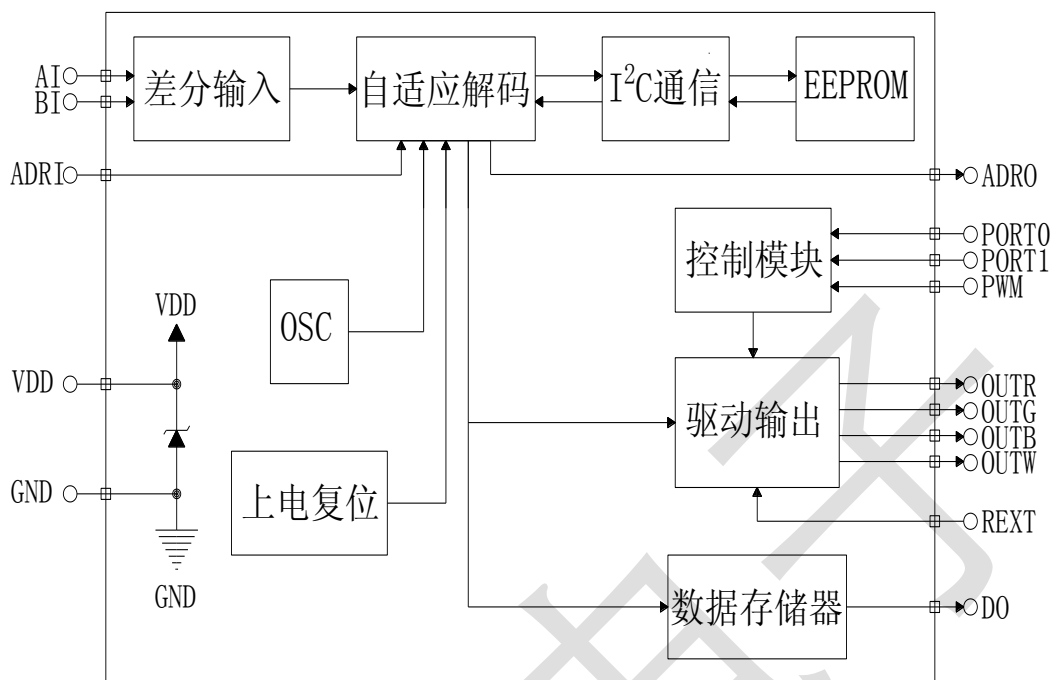 AI
BI
差分输入
自适应解码
I²C通信
EEPROM
ADRI
ADRO
控制模块
PORT0
PORT1
PWM
VDD
OSC
VDD
驱动输出
OUTR
OUTG
OUTB
OUTW
GND
上电复位
REXT
GND
数据存储器
DO